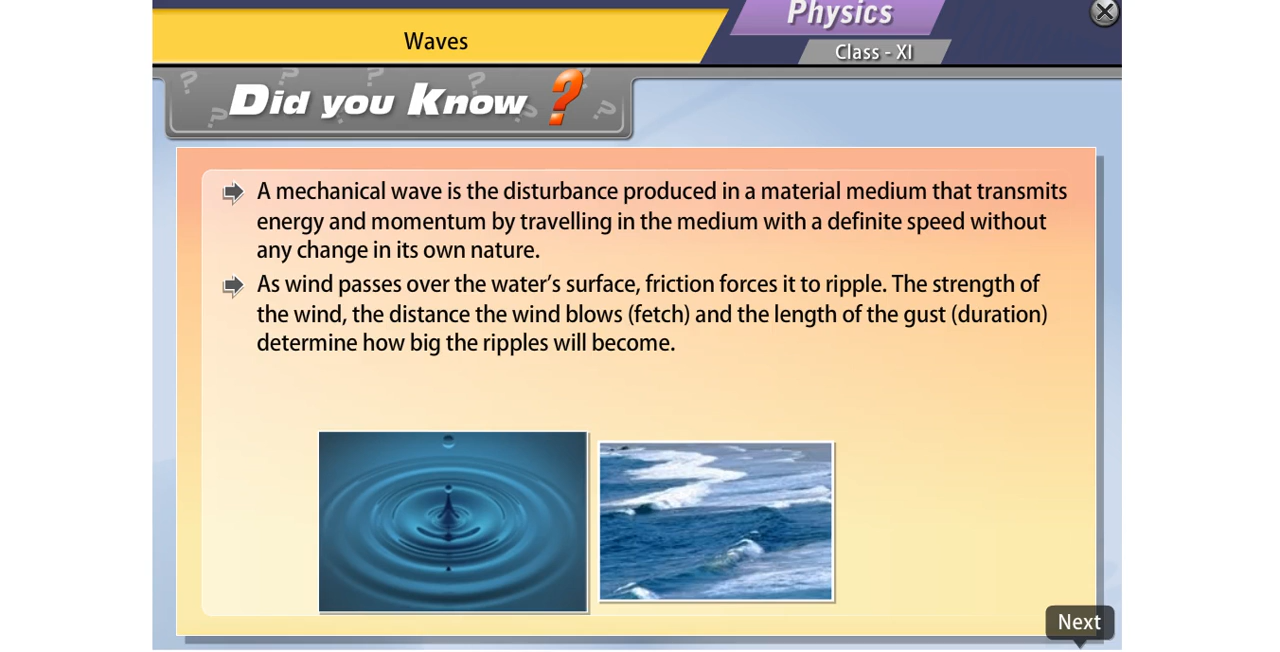 Physics
Waves
Class - XI
Did you Know ?
A mechanical wave is the disturbance produced in a material medium that transmits
energy and momentum by travelling in the medium with a definite speed without
any change in its own nature.
As wind passes over the water’s surface, friction forces it to ripple. The strength of
the wind, the distance the wind blows (fetch) and the length of the gust (duration)
determine how big the ripples will become.
Next